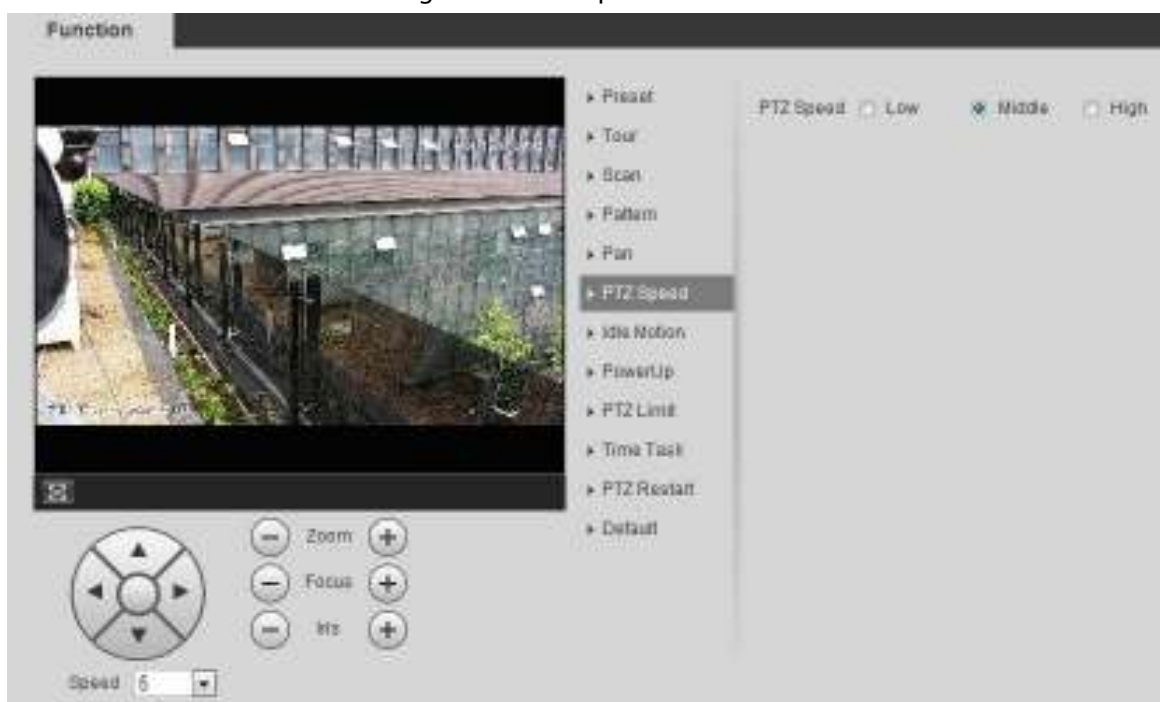 Function
Preset
PTZ Speed Low Middle High
Tour
Scan
Pattern
Pan
PTZ Speed
Idle Motion
PowerUp
PTZ Limit
Time Task
PTZ Restart
Default
Zoom
Focus
Iris
Speed 5